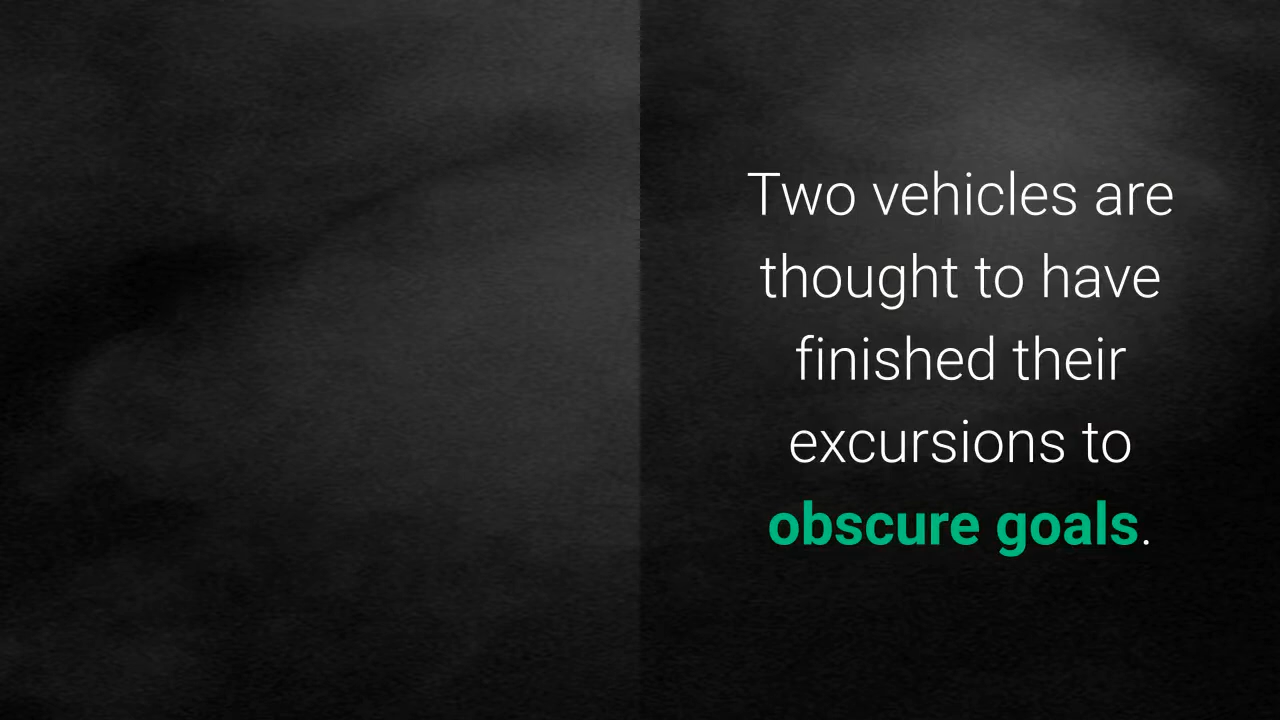 Two vehicles are
thought to have
finished their
excursions to
obscure goals.